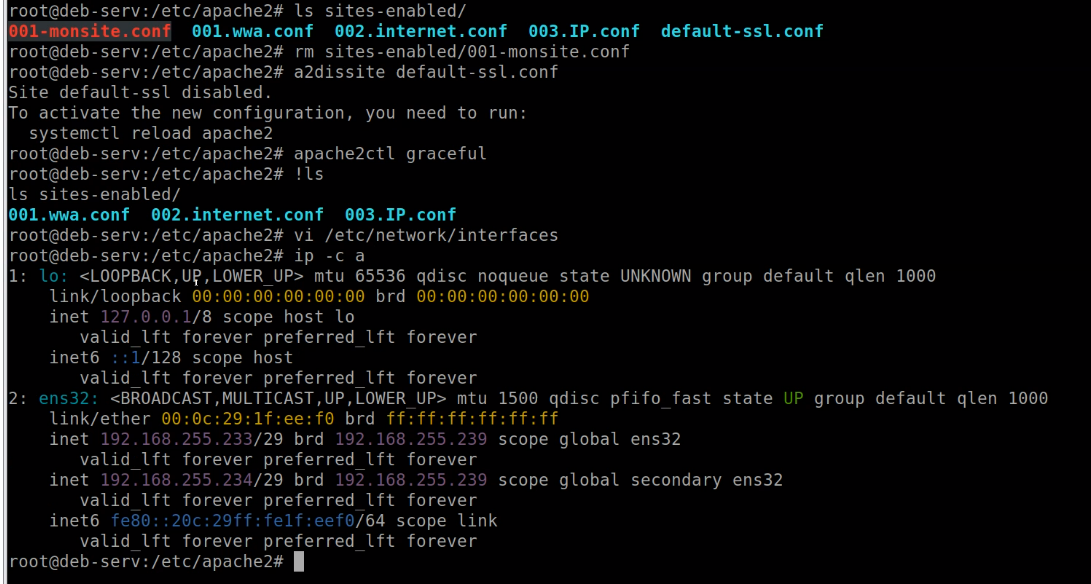 root@deb-serv:/etc/apache2# ls sites-enabled/
001-monsite.conf  001.wwa.conf  002.internet.conf  003.IP.conf  default-ssl.conf
root@deb-serv:/etc/apache2# rm sites-enabled/001-monsite.conf
root@deb-serv:/etc/apache2# a2dissite default-ssl.conf
Site default-ssl disabled.
To activate the new configuration, you need to run:
  systemctl reload apache2
root@deb-serv:/etc/apache2# apache2ctl graceful
root@deb-serv:/etc/apache2# !ls
ls sites-enabled/
001.wwa.conf  002.internet.conf  003.IP.conf
root@deb-serv:/etc/apache2# vi /etc/network/interfaces
root@deb-serv:/etc/apache2# ip -c a
1: lo: <LOOPBACK,UP,LOWER_UP> mtu 65536 qdisc noqueue state UNKNOWN group default qlen 1000
    link/loopback 00:00:00:00:00:00 brd 00:00:00:00:00:00
    inet 127.0.0.1/8 scope host lo
       valid_lft forever preferred_lft forever
    inet6 ::1/128 scope host
       valid_lft forever preferred_lft forever
2: ens32: <BROADCAST,MULTICAST,UP,LOWER_UP> mtu 1500 qdisc pfifo_fast state UP group default qlen 1000
    link/ether 00:0c:29:1f:ee:f0 brd ff:ff:ff:ff:ff:ff
    inet 192.168.255.233/29 brd 192.168.255.239 scope global ens32
       valid_lft forever preferred_lft forever
    inet 192.168.255.234/29 brd 192.168.255.239 scope global secondary ens32
       valid_lft forever preferred_lft forever
    inet6 fe80::20c:29ff:fe1f:eef0/64 scope link
       valid_lft forever preferred_lft forever
root@deb-serv:/etc/apache2#